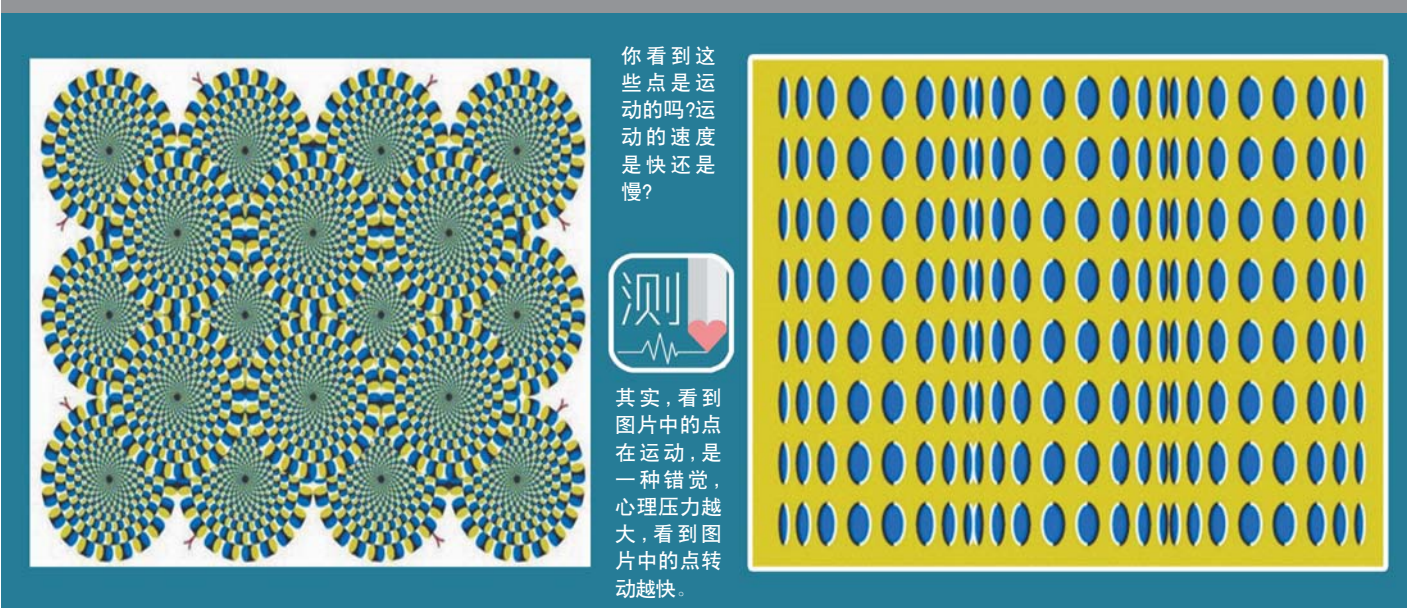 你看到这
些点是运
动的吗?运
动的速度
是快还是
慢?
测
其实,看到
图片中的点
在运动,是
一种错觉,
心理压力越
大,看到图
片中的点转
动越快。